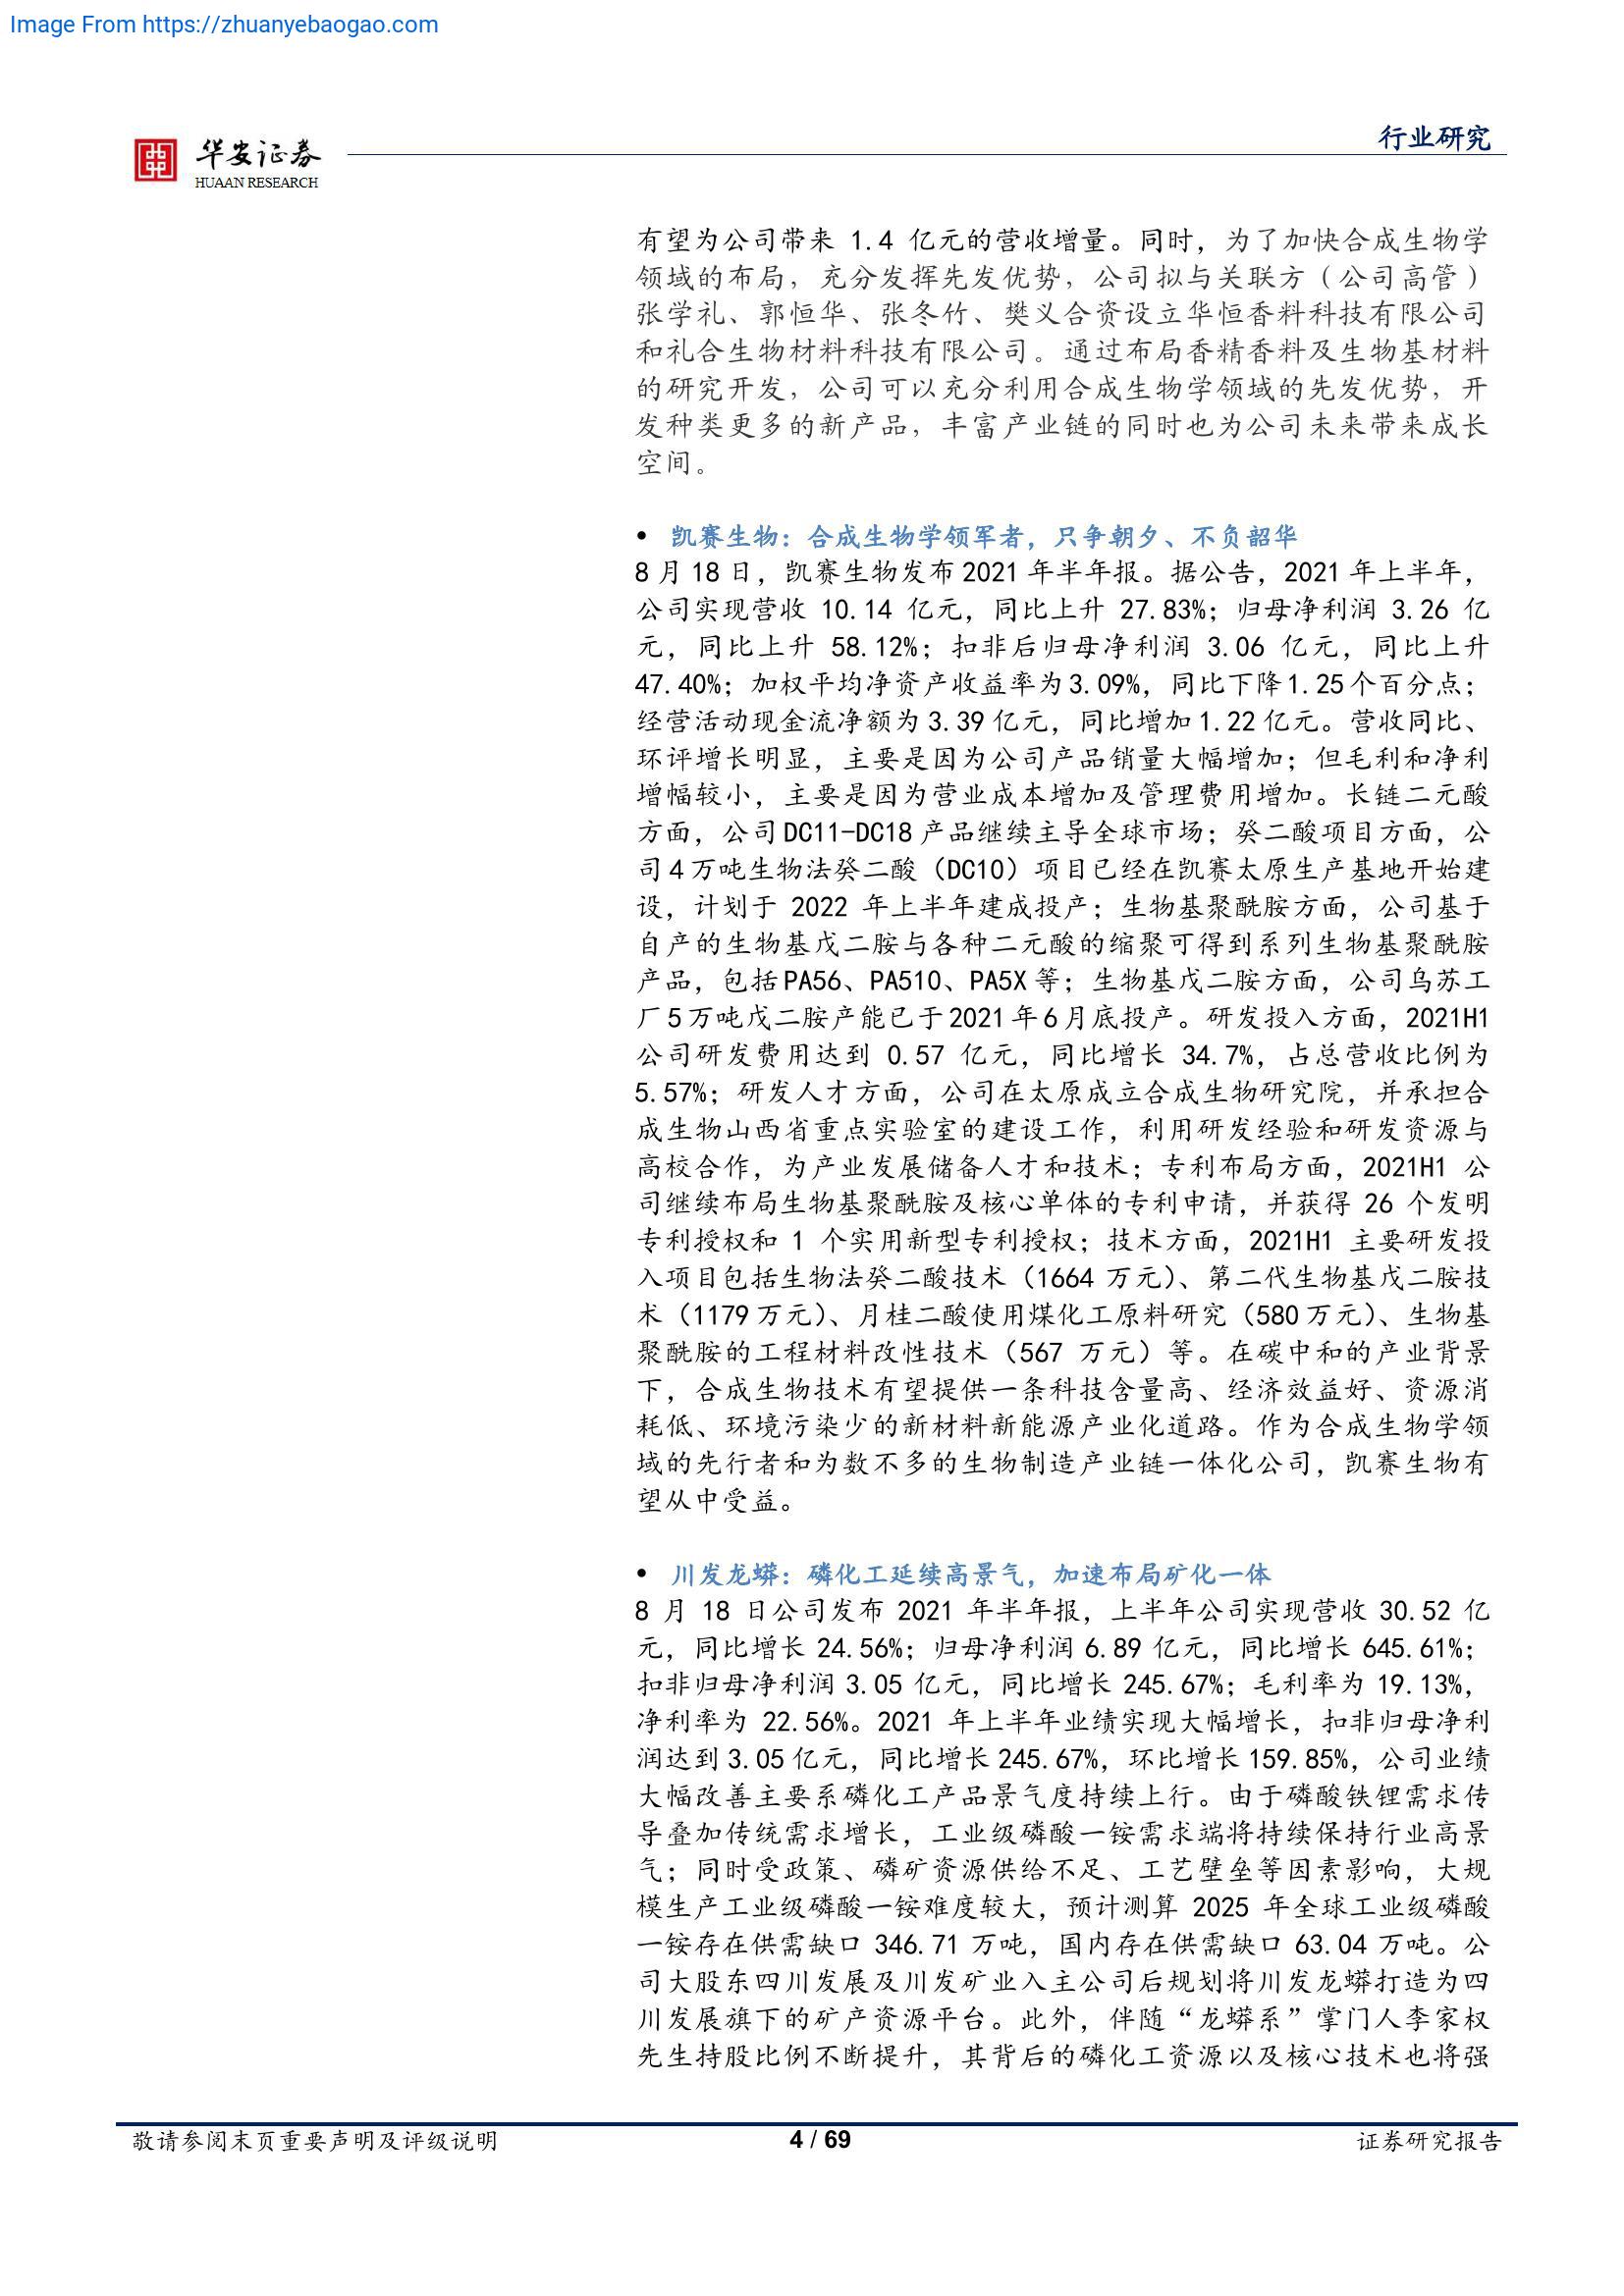 Image From https://zhuanyebaogao.com
华安证券
HUAAN RESEARCH
行业研究
有望为公司带来 1.4 亿元的营收增量。同时，为了加快合成生物学
领域的布局，充分发挥先发优势，公司拟与关联方（公司高管）
张学礼、郭恒华、张冬竹、樊义合资设立华恒香料科技有限公司
和礼合生物材料科技有限公司。通过布局香精香料及生物基材料
的研究开发，公司可以充分利用合成生物学领域的先发优势，开
发种类更多的新产品，丰富产业链的同时也为公司未来带来成长
空间。
• 凯赛生物：合成生物学领军者，只争朝夕、不负韶华
8 月 18 日，凯赛生物发布 2021 年半年报。据公告，2021 年上半年，
公司实现营收 10.14 亿元，同比上升 27.83%；归母净利润 3.26 亿
元，同比上升 58.12%；扣非后归母净利润 3.06 亿元，同比上升
47.40%；加权平均净资产收益率为 3.09%，同比下降 1.25 个百分点；
经营活动现金流净额为 3.39 亿元，同比增加 1.22 亿元。营收同比、
环评增长明显，主要是因为公司产品销量大幅增加；但毛利和净利
增幅较小，主要是因为营业成本增加及管理费用增加。长链二元酸
方面，公司 DC11-DC18 产品继续主导全球市场；癸二酸项目方面，公
司 4 万吨生物法癸二酸（DC10）项目已经在凯赛太原生产基地开始建
设，计划于 2022 年上半年建成投产；生物基聚酰胺方面，公司基于
自产的生物基戊二胺与各种二元酸的缩聚可得到系列生物基聚酰胺
产品，包括 PA56、PA510、PA5X 等；生物基戊二胺方面，公司乌苏工
厂 5 万吨戊二胺产能已于 2021 年 6 月底投产。研发投入方面，2021H1
公司研发费用达到 0.57 亿元，同比增长 34.7%，占总营收比例为
5.57%；研发人才方面，公司在太原成立合成生物研究院，并承担合
成生物山西省重点实验室的建设工作，利用研发经验和研发资源与
高校合作，为产业发展储备人才和技术；专利布局方面，2021H1 公
司继续布局生物基聚酰胺及核心单体的专利申请，并获得 26 个发明
专利授权和 1 个实用新型专利授权；技术方面，2021H1 主要研发投
入项目包括生物法癸二酸技术（1664 万元）、第二代生物基戊二胺技
术（1179 万元）、月桂二酸使用煤化工原料研究（580 万元）、生物基
聚酰胺的工程材料改性技术（567 万元）等。在碳中和的产业背景
下，合成生物技术有望提供一条科技含量高、经济效益好、资源消
耗低、环境污染少的新材料新能源产业化道路。作为合成生物学领
域的先行者和为数不多的生物制造产业链一体化公司，凯赛生物有
望从中受益。
• 川发龙蟒：磷化工延续高景气，加速布局矿化一体
8 月 18 日公司发布 2021 年半年报，上半年公司实现营收 30.52 亿
元，同比增长 24.56%；归母净利润 6.89 亿元，同比增长 645.61%；
扣非归母净利润 3.05 亿元，同比增长 245.67%；毛利率为 19.13%，
净利率为 22.56%。2021 年上半年业绩实现大幅增长，扣非归母净利
润达到 3.05 亿元，同比增长 245.67%，环比增长 159.85%，公司业绩
大幅改善主要系磷化工产品景气度持续上行。由于磷酸铁锂需求传
导叠加传统需求增长，工业级磷酸一铵需求端将持续保持行业高景
气；同时受政策、磷矿资源供给不足、工艺壁垒等因素影响，大规
模生产工业级磷酸一铵难度较大，预计测算 2025 年全球工业级磷酸
一铵存在供需缺口 346.71 万吨，国内存在供需缺口 63.04 万吨。公
司大股东四川发展及川发矿业入主公司后规划将川发龙蟒打造为四
川发展旗下的矿产资源平台。此外，伴随“龙蟒系”掌门人李家权
先生持股比例不断提升，其背后的磷化工资源以及核心技术也将强
敬请参阅末页重要声明及评级说明
4 / 69
证券研究报告